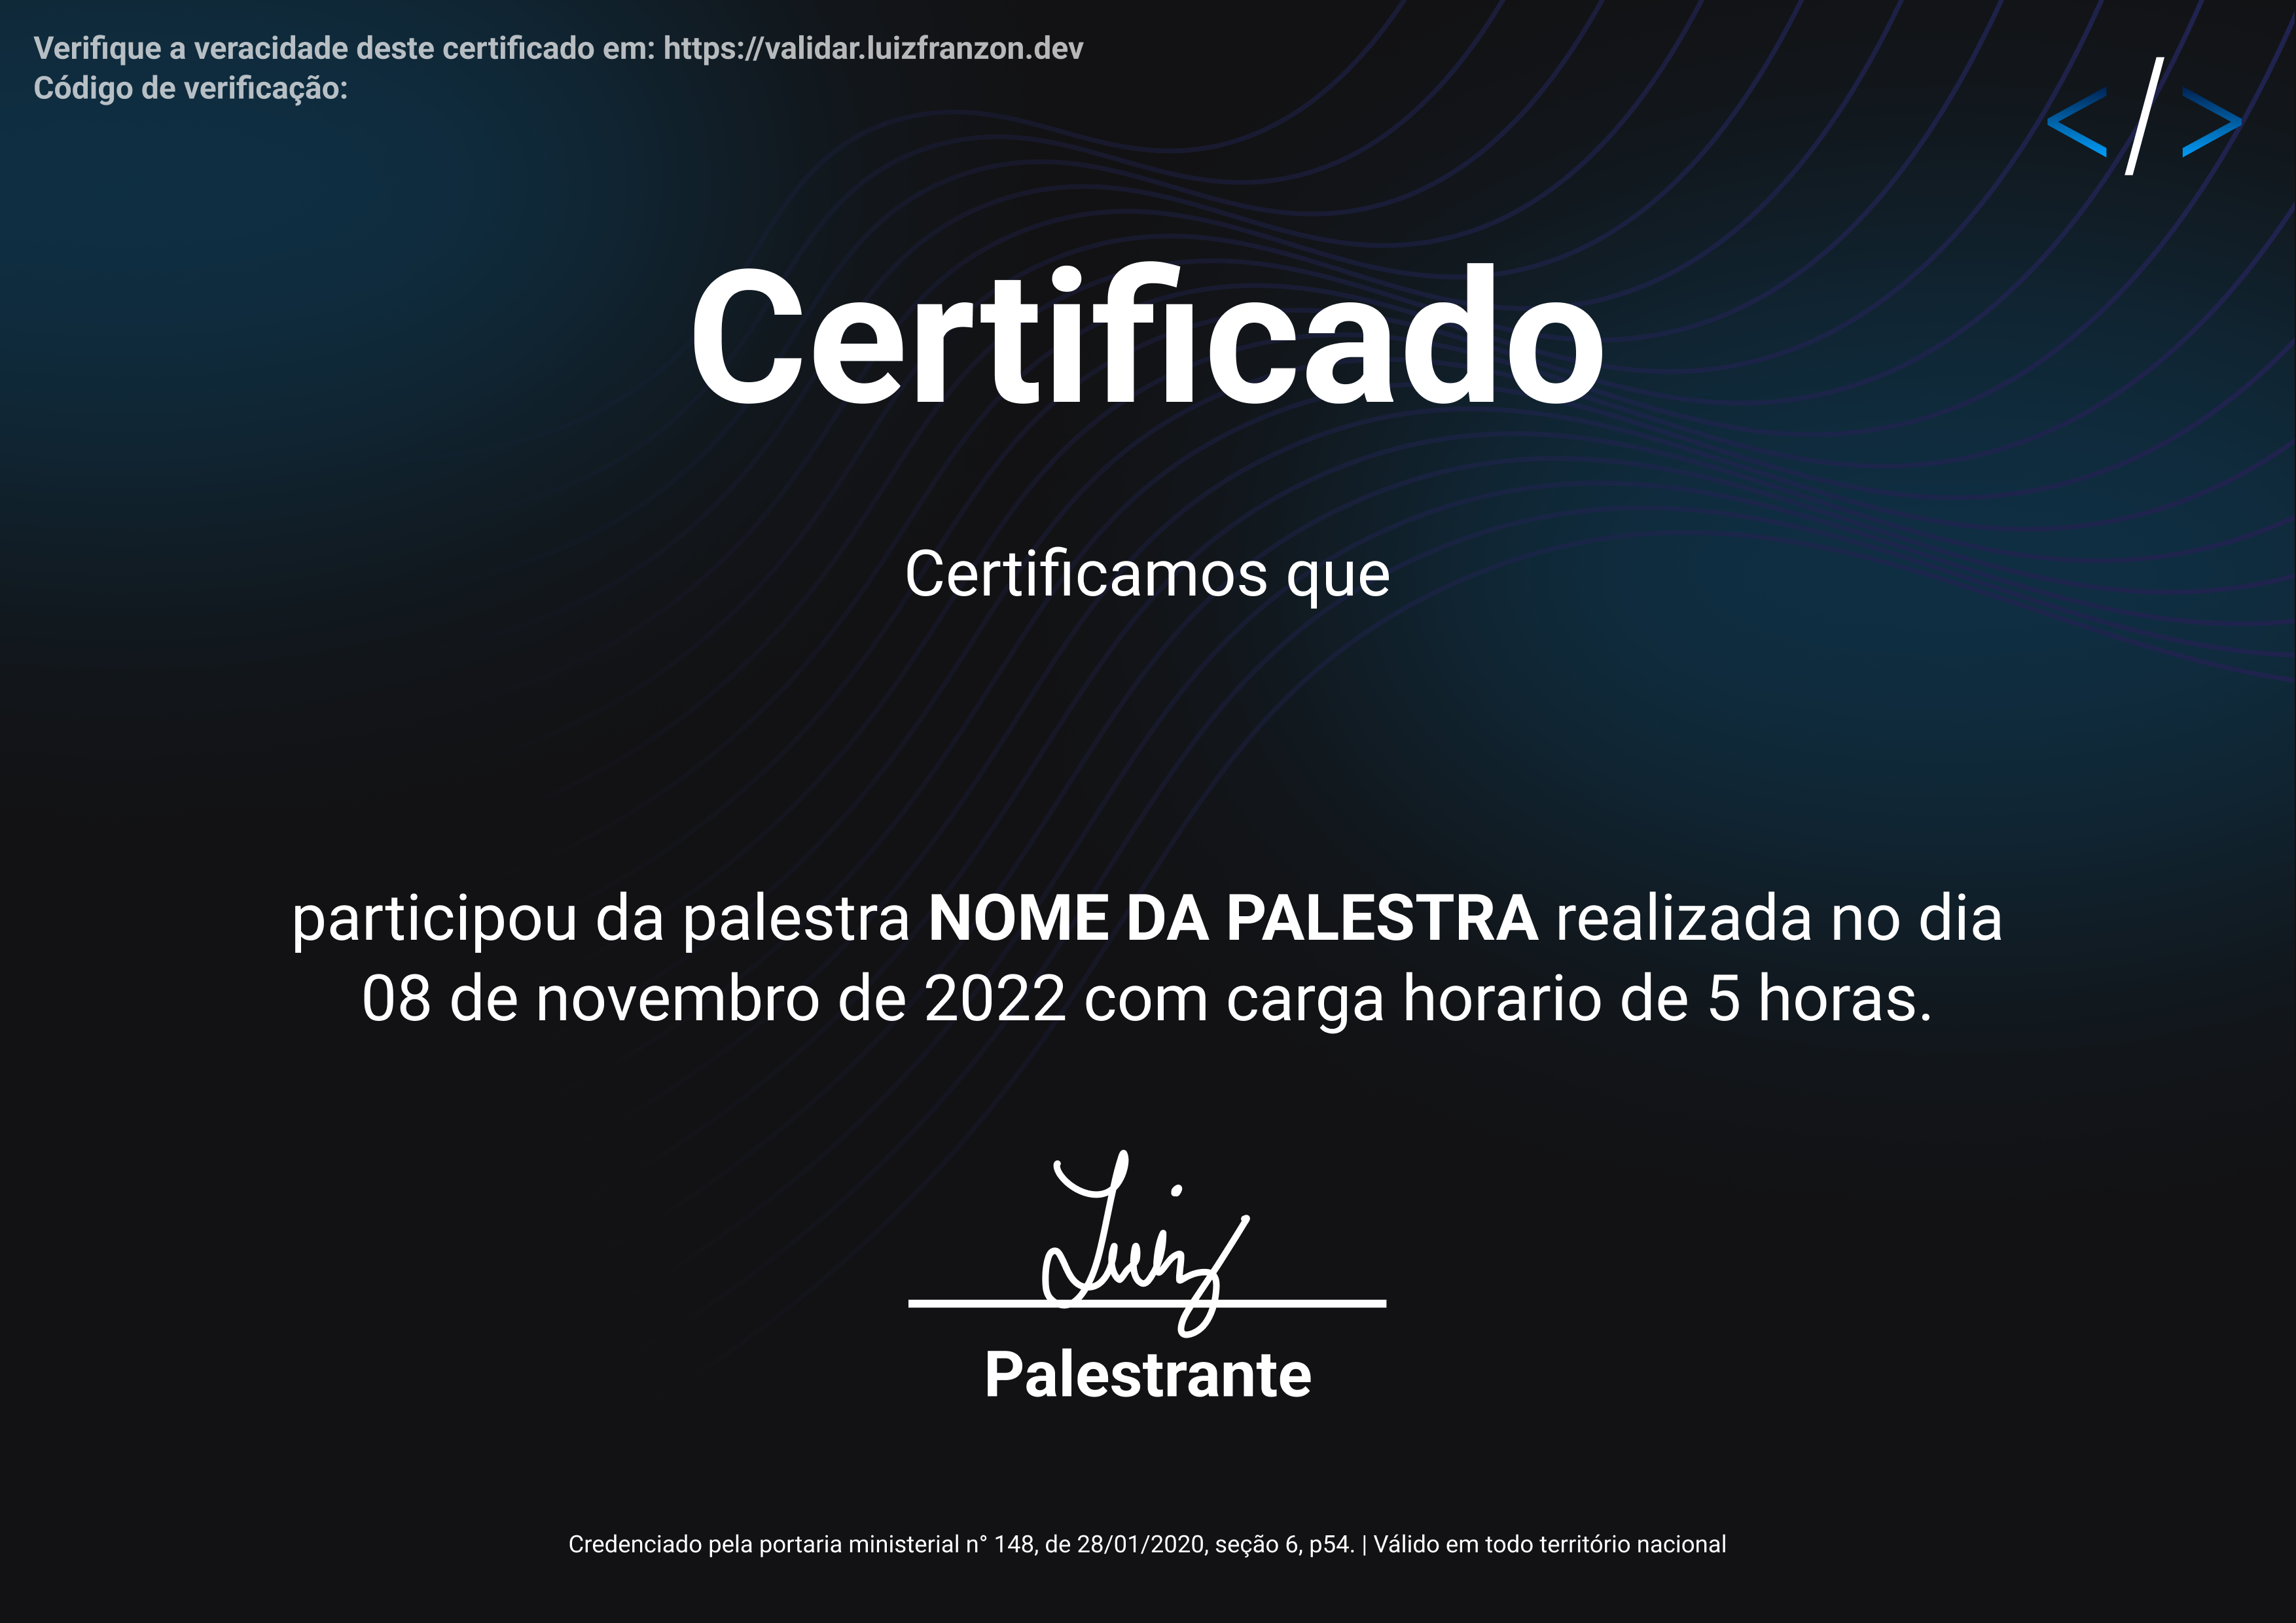 Verifique a veracidade deste certificado em: https://validar.luizfranzon.dev
Código de verificação:
</>
Certificado
Certificamos que
participou da palestra NOME DA PALESTRA realizada no dia
08 de novembro de 2022 com carga horario de 5 horas.
Luiz
Palestrante
Credenciado pela portaria ministerial n° 148, de 28/01/2020, seção 6, p54. | Válido em todo território nacional